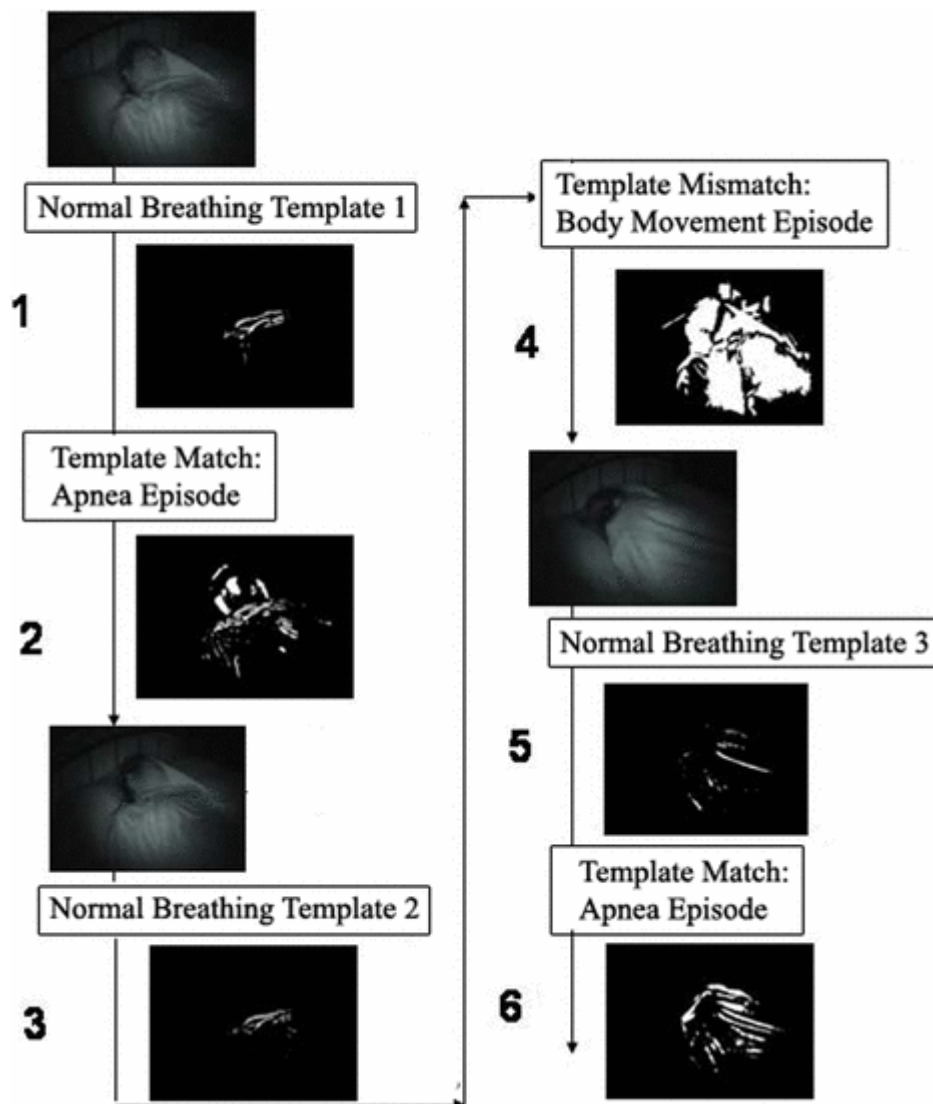 Normal Breathing Template 1
1
Template Match:
Apnea Episode
2
Normal Breathing Template 2
3
Template Mismatch:
Body Movement Episode
4
Normal Breathing Template 3
5
Template Match:
Apnea Episode
6